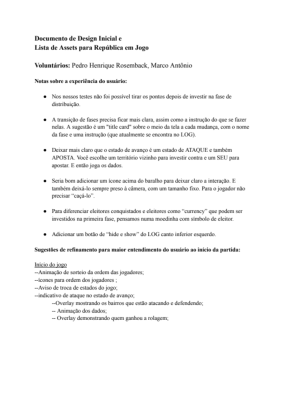 Documento de Design Inicial e
Lista de Assets para República em Jogo
Voluntários: Pedro Henrique Rosemback, Marco Antônio
Notas sobre a experiência do usuário:
● Nos nossos testes não foi possível tirar os pontos depois de investir na fase de
distribuição.
● A transição de fases precisa ficar mais clara, assim como a instrução do que se fazer
nelas. A sugestão é um "title card" sobre o meio da tela a cada mudança, com o nome
da fase e uma instrução (que atualmente se encontra no LOG).
● Deixar mais claro que o estado de avanço é um estado de ATAQUE e também
APOSTA. Você escolhe um território vizinho para investir contra e um SEU para
apostar. E então joga os dados.
● Seria bom adicionar um ícone acima do baralho para deixar clara a interação. E
também deixá-lo sempre preso à câmera, com um tamanho fixo. Para o jogador não
precisar “caçá-lo”.
● Para diferenciar eleitores conquistados e eleitores como “currency” que podem ser
investidos na primeira fase, pensamos numa moedinha com símbolo de eleitor.
● Adicionar um botão de “hide e show” do LOG canto inferior esquerdo.
Sugestões de refinamento para maior entendimento do usuário ao início da partida:
Início do jogo
--Animação de sorteio da ordem das jogadores;
--ícones para ordem dos jogadores ;
--Aviso de troca de estados do jogo;
--indicativo de ataque no estado de avanço;
--Overlay mostrando os bairros que estão atacando e defendendo;
-- Animação dos dados;
-- Overlay demonstrando quem ganhou a rolagem;